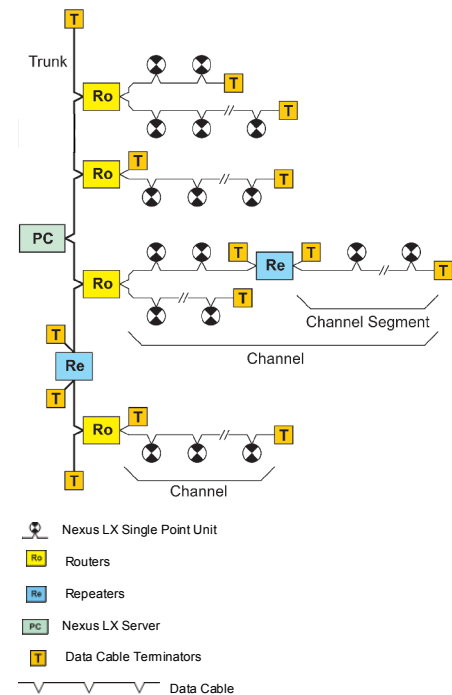 T
Trunk
Ro
T
T
T
Ro
T
PC
T
Re
T
T
Ro
T
Channel Segment
T
Channel
Re
T
T
Ro
T
T
Channel
Nexus LX Single Point Unit
Ro
Routers
Re
Repeaters
PC
Nexus LX Server
T
Data Cable Terminators
Data Cable